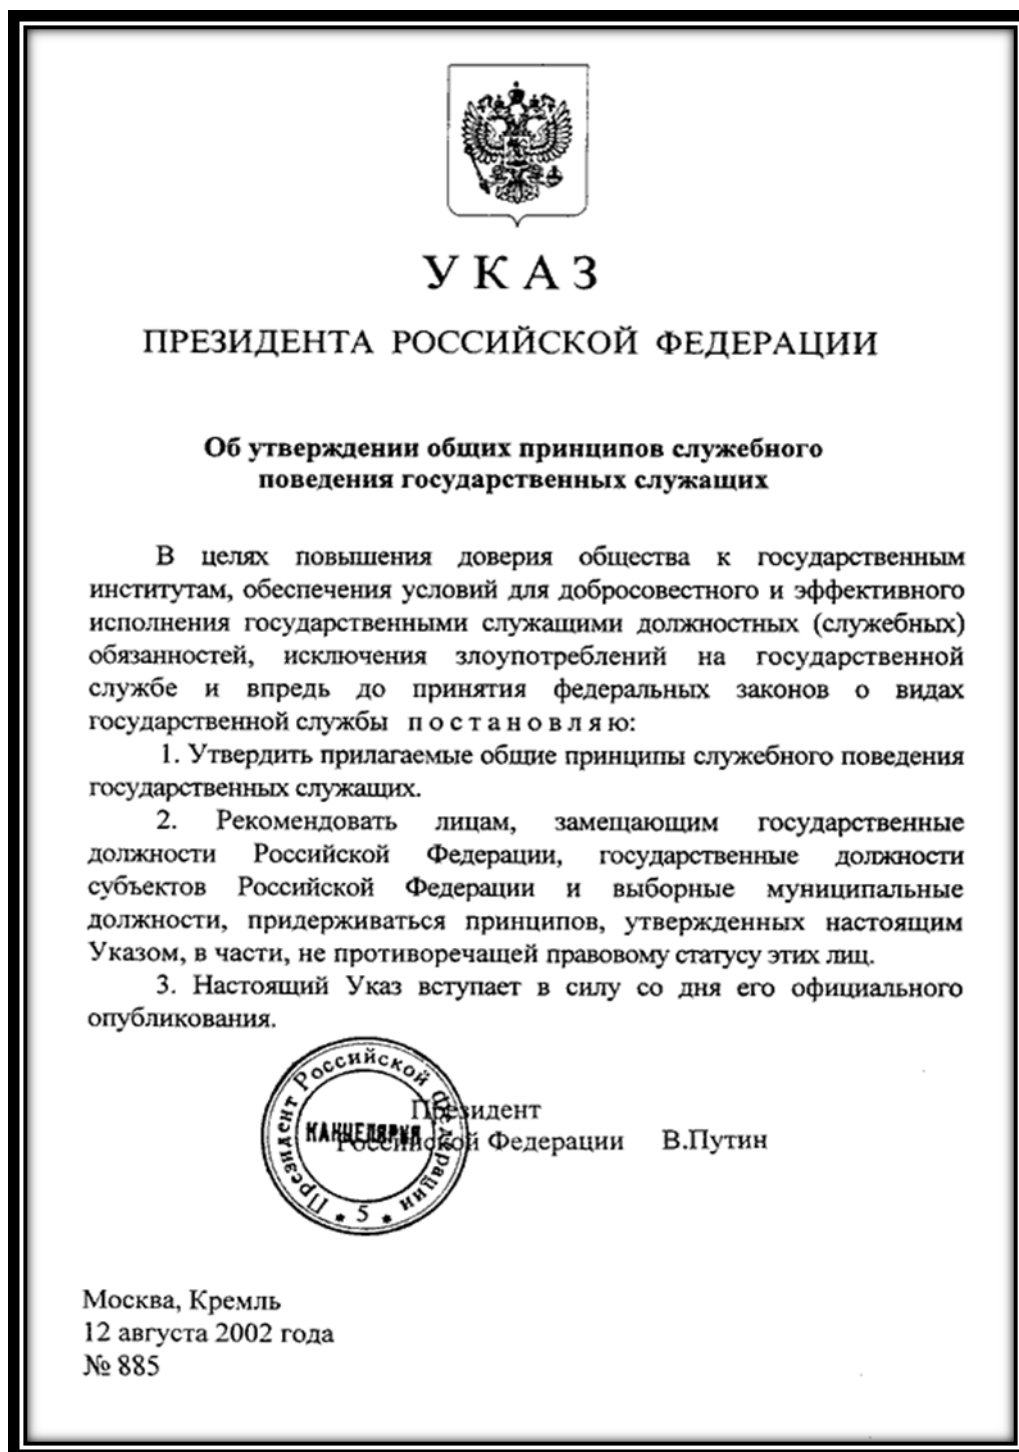 УКАЗ
ПРЕЗИДЕНТА РОССИЙСКОЙ ФЕДЕРАЦИИ
Об утверждении общих принципов служебного
поведения государственных служащих
В целях повышения доверия общества к государственным
институтам, обеспечения условий для добросовестного и эффективного
исполнения государственными служащими должностных (служебных)
обязанностей, исключения злоупотреблений на государственной
службе и впредь до принятия федеральных законов о видах
государственной службы постановляю:
1. Утвердить прилагаемые общие принципы служебного поведения
государственных служащих.
2. Рекомендовать лицам, замещающим государственные
должности Российской Федерации, государственные должности
субъектов Российской Федерации и выборные муниципальные
должности, придерживаться принципов, утвержденных настоящим
Указом, в части, не противоречащей правовому статусу этих лиц.
3. Настоящий Указ вступает в силу со дня его официального
опубликования.
Президент Российской Федерации
КАНЦЕЛЯРИЯ
* 5 *
Президент
Российской Федерации В.Путин
Москва, Кремль
12 августа 2002 года
№ 885